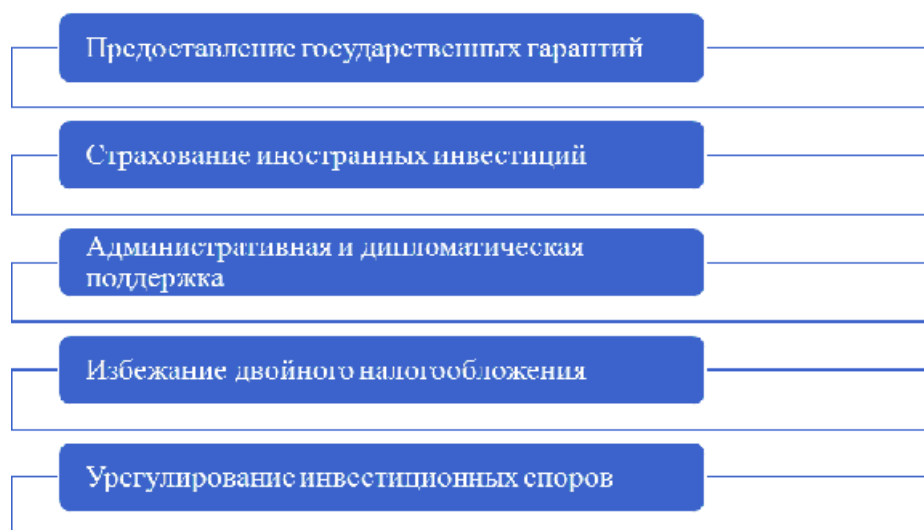 Предоставление государственных гарантий
Страхование иностранных инвестиций
Административная и дипломатическая
поддержка
Избежание двойного налогообложения
Урегулирование инвестиционных споров